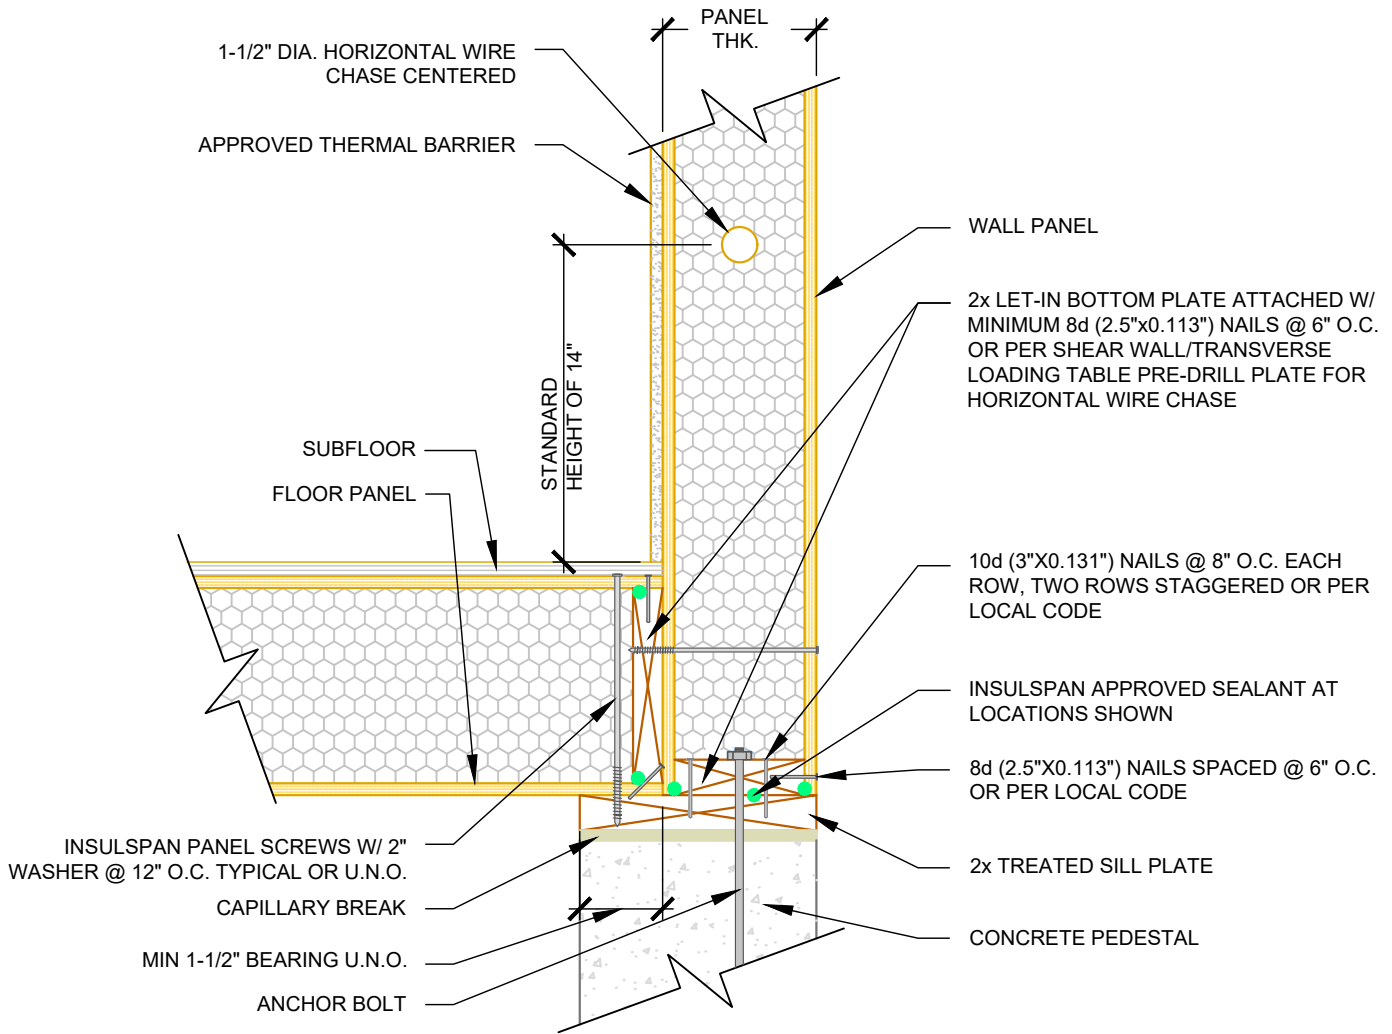 PANEL
THK.
1-1/2" DIA. HORIZONTAL WIRE
CHASE CENTERED
APPROVED THERMAL BARRIER
WALL PANEL
2x LET-IN BOTTOM PLATE ATTACHED W/
MINIMUM 8d (2.5"x0.113") NAILS @ 6" O.C.
OR PER SHEAR WALL/TRANSVERSE
LOADING TABLE PRE-DRILL PLATE FOR
HORIZONTAL WIRE CHASE
STANDARD
HEIGHT OF 14"
SUBFLOOR
FLOOR PANEL
10d (3"X0.131") NAILS @ 8" O.C. EACH
ROW, TWO ROWS STAGGERED OR PER
LOCAL CODE
INSULSPAN APPROVED SEALANT AT
LOCATIONS SHOWN
8d (2.5"X0.113") NAILS SPACED @ 6" O.C.
OR PER LOCAL CODE
INSULSPAN PANEL SCREWS W/ 2"
WASHER @ 12" O.C. TYPICAL OR U.N.O.
2x TREATED SILL PLATE
CAPILLARY BREAK
CONCRETE PEDESTAL
MIN 1-1/2" BEARING U.N.O.
ANCHOR BOLT